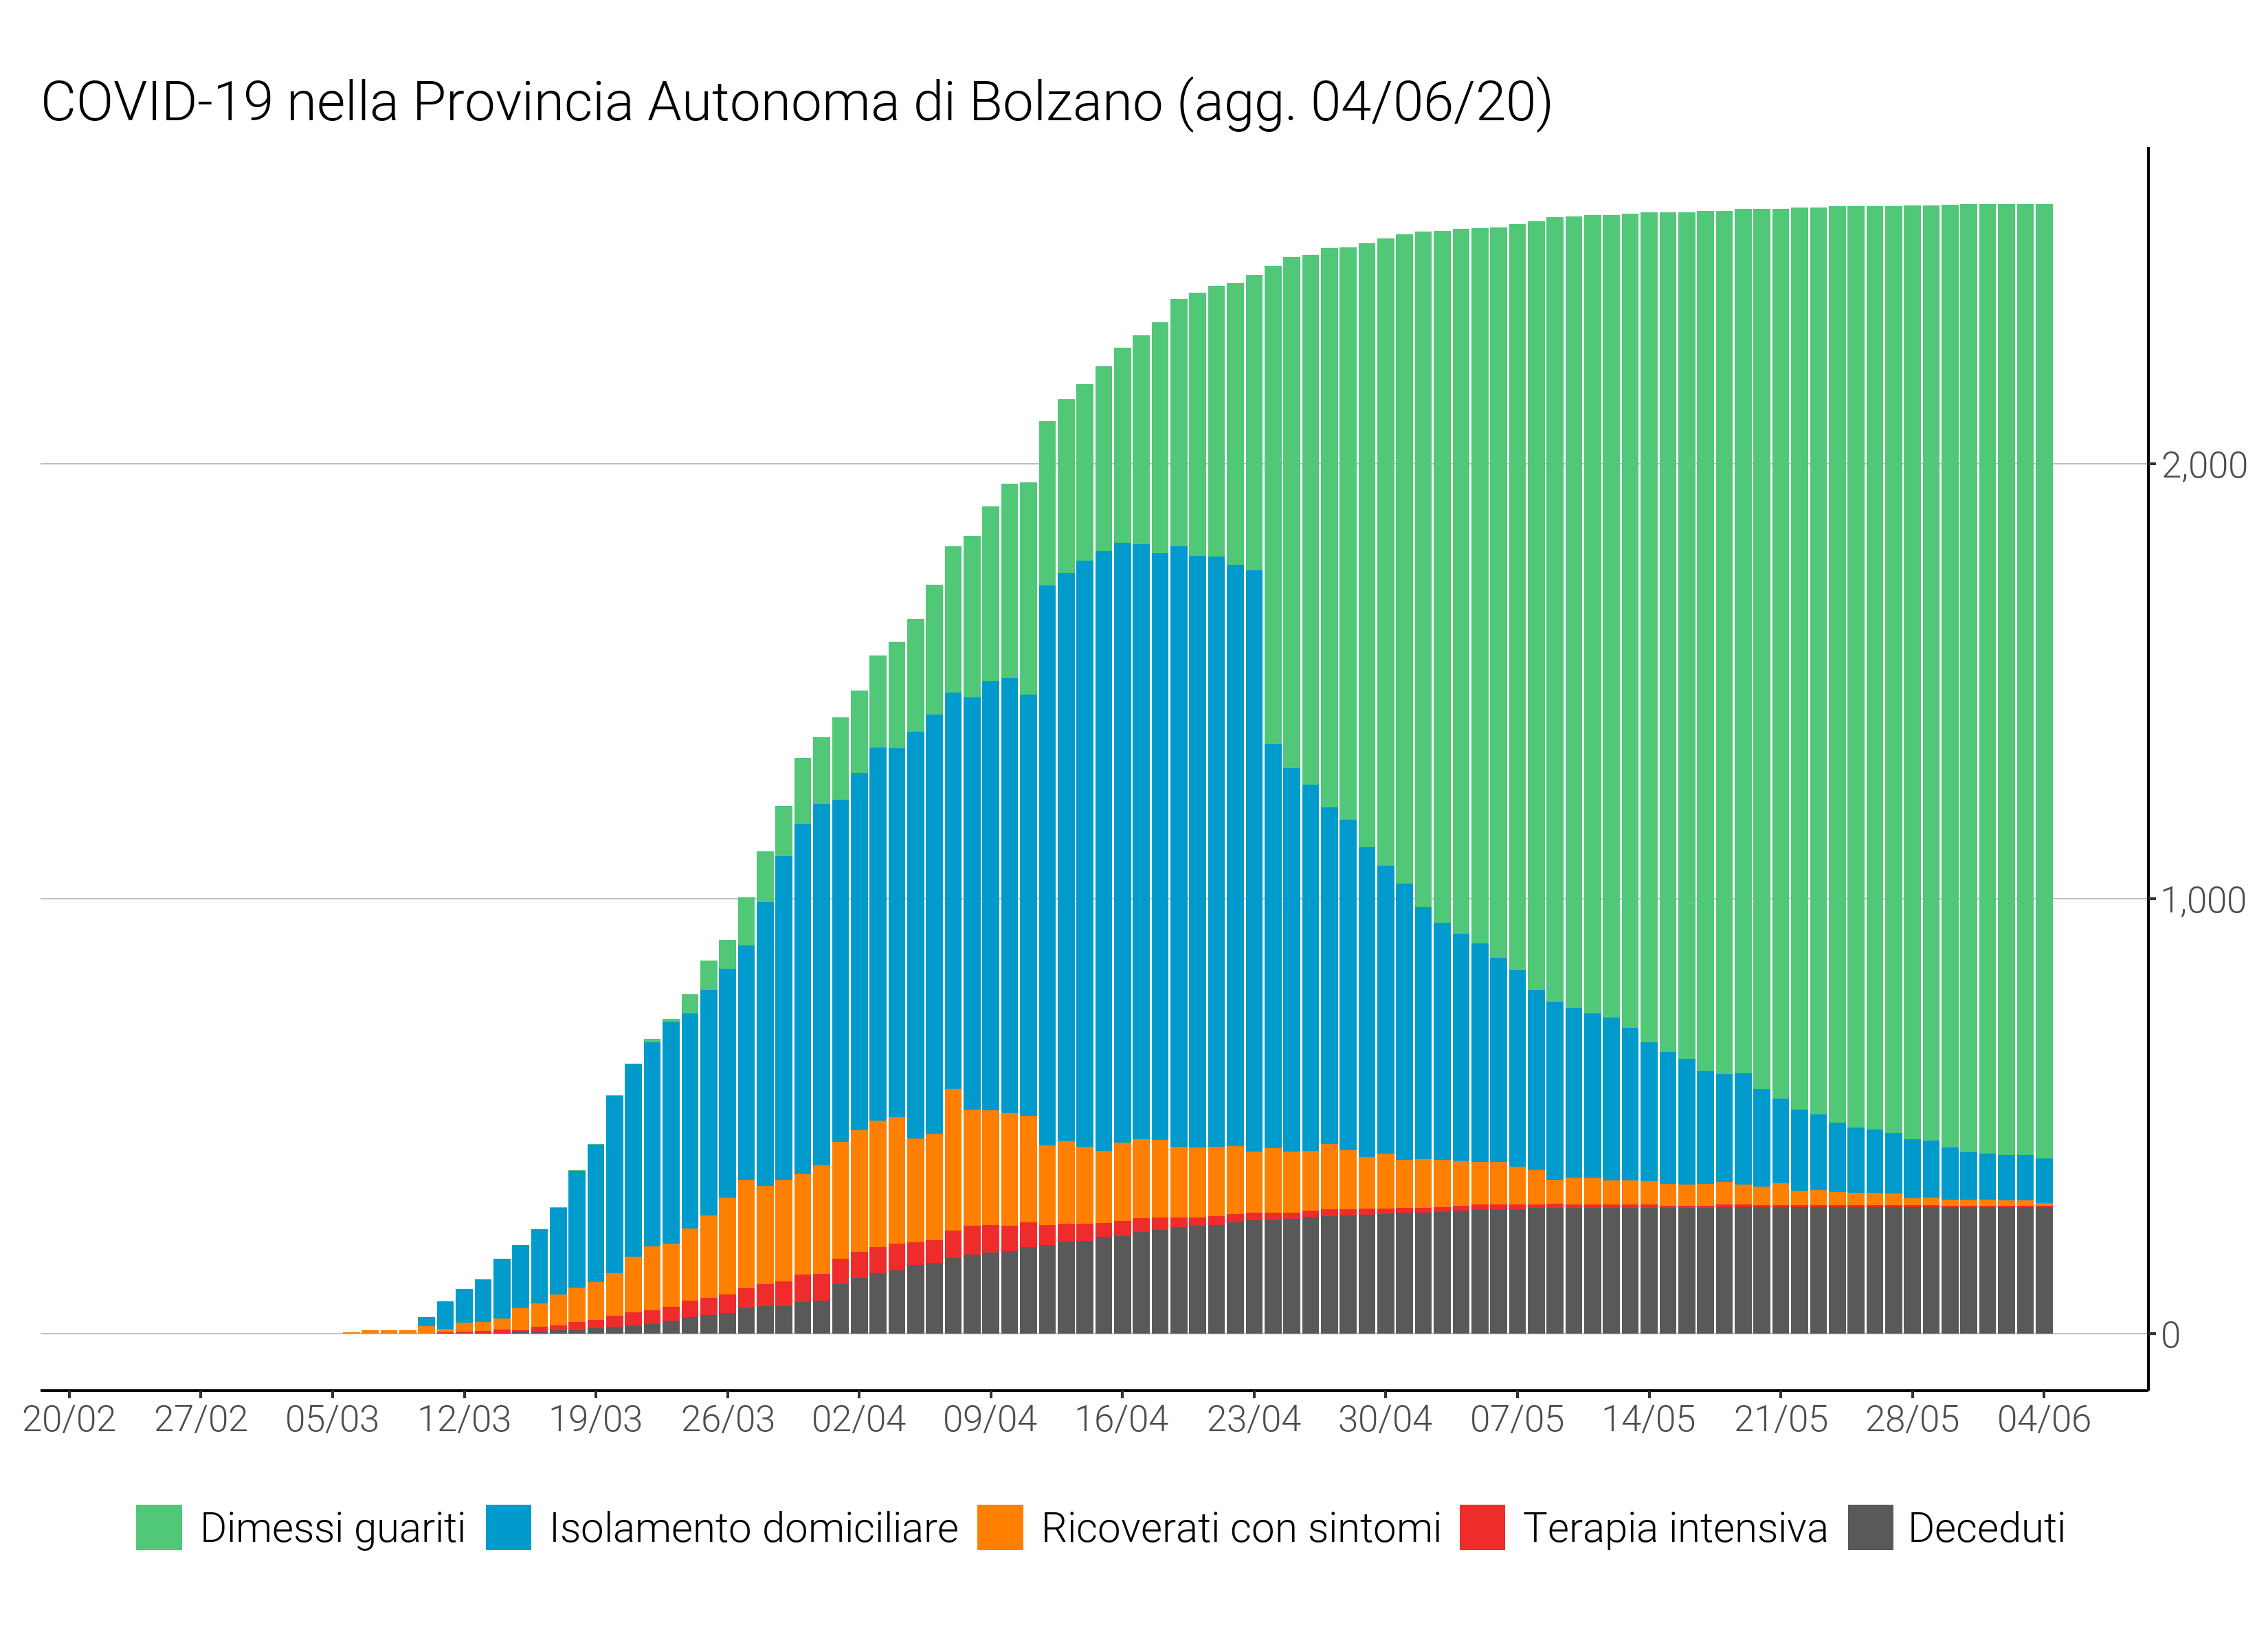 COVID-19 nella Provincia Autonoma di Bolzano (agg. 04/06/20)
2,000
1,000
0
20/02 27/02 05/03 12/03 19/03 26/03 02/04 09/04 16/04 23/04 30/04 07/05 14/05 21/05 28/05 04/06
Dimessi guariti Isolamento domiciliare Ricoverati con sintomi Terapia intensiva Deceduti